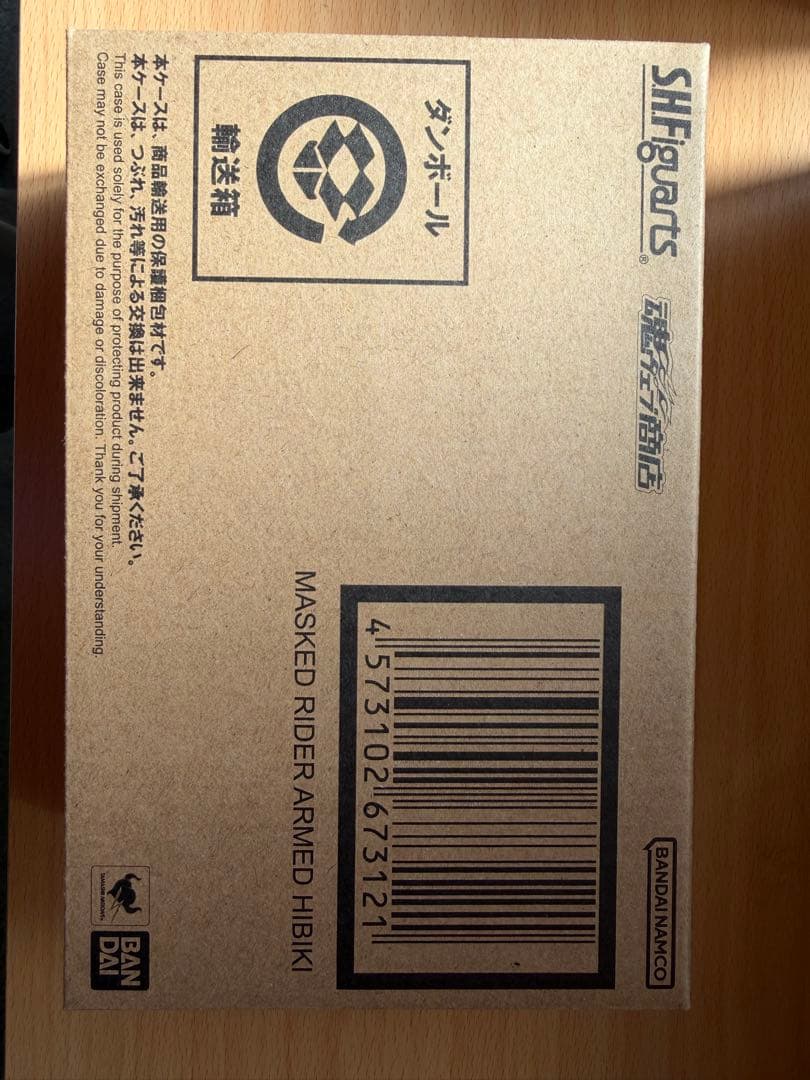 S.H.Figuarts®
魂ウェブ商店
BANDAI NAMCO
ダンボール
輸送箱
4 573102 673121
MASKED RIDER ARMED HIBIKI
本ケースは、商品輸送用の保護梱包材です。
本ケースは、つぶれ、汚れ等による交換は出来ません。ご了承ください。
This case is used solely for the purpose of protecting product during shipment.
Case may not be exchanged due to damage or discoloration. Thank you for your understanding.
TAMASHII NATIONS
BAN
DAI